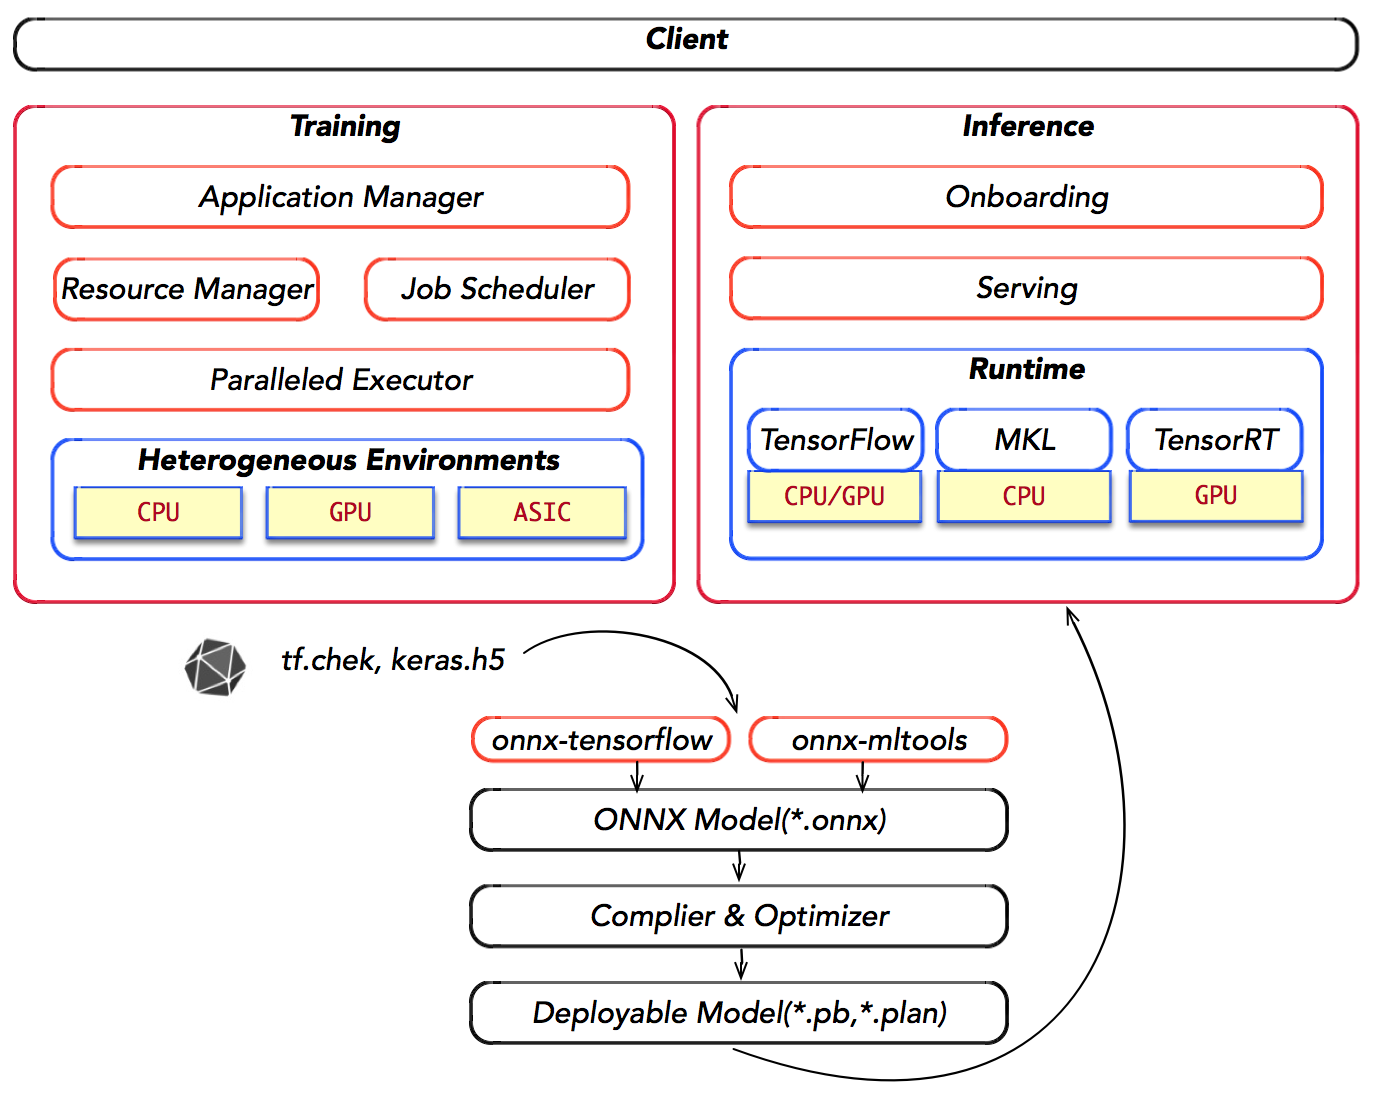 Client
Training
Application Manager
Resource Manager
Job Scheduler
Paralleled Executor
Heterogeneous Environments
CPU
GPU
ASIC
Inference
Onboarding
Serving
Runtime
TensorFlow
MKL
TensorRT
CPU/GPU
CPU
GPU
tf.chek, keras.h5
onnx-tensorflow
onnx-mltools
ONNX Model(*.onnx)
Complier & Optimizer
Deployable Model(*.pb,*.plan)